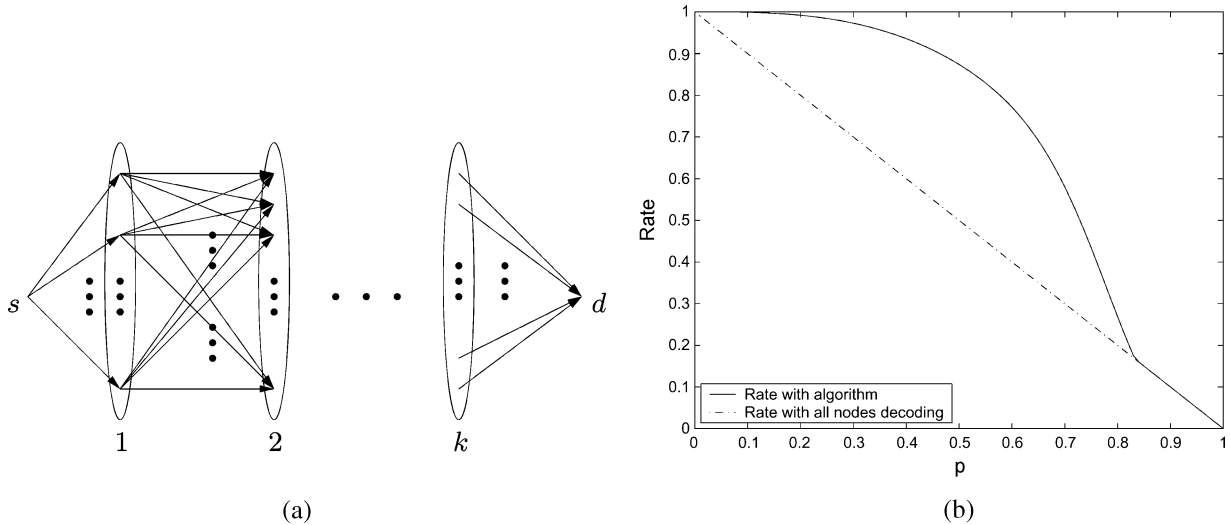 s
d
1
2
k
(a)
1
0.9
0.8
0.7
0.6
0.5
0.4
0.3
0.2
0.1
0
Rate
Rate with algorithm
Rate with all nodes decoding
0 0.1 0.2 0.3 0.4 0.5 0.6 0.7 0.8 0.9 1
p
(b)